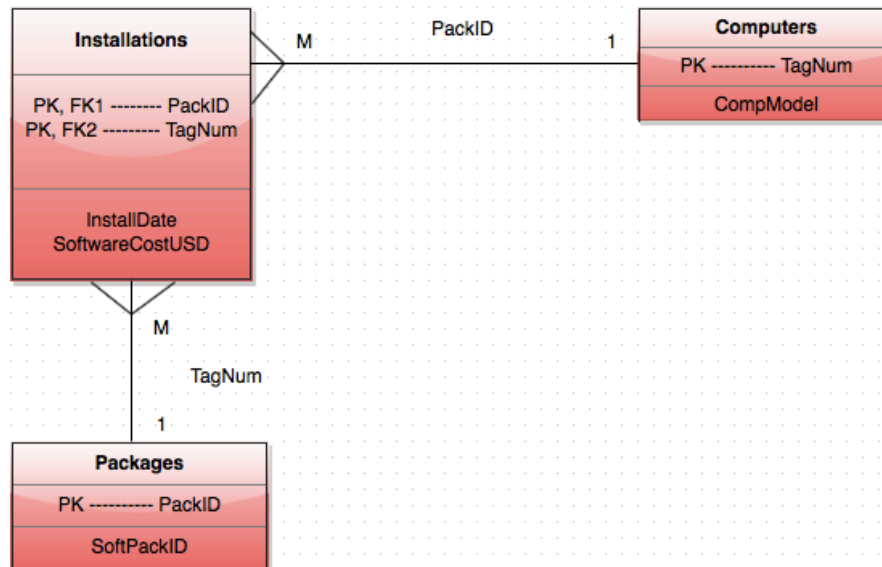 Installations
PK, FK1 -------- PackID
PK, FK2 --------- TagNum
InstallDate
SoftwareCostUSD
M
PackID
1
Computers
PK ---------- TagNum
CompModel
M
TagNum
1
Packages
PK ---------- PackID
SoftPackID